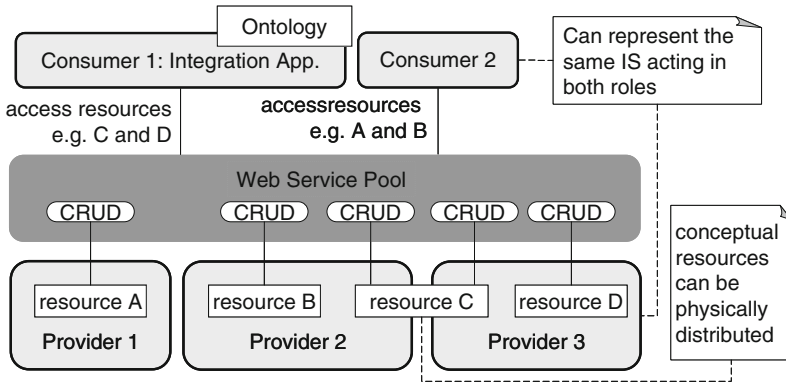 Ontology
Consumer 1: Integration App.
Consumer 2
Can represent the
same IS acting in
both roles
access resources
e.g. C and D
accessresources
e.g. A and B
Web Service Pool
CRUD
CRUD
CRUD
CRUD
CRUD
conceptual
resources
can be
physically
distributed
resource A
resource B
resource C
resource D
Provider 1
Provider 2
Provider 3